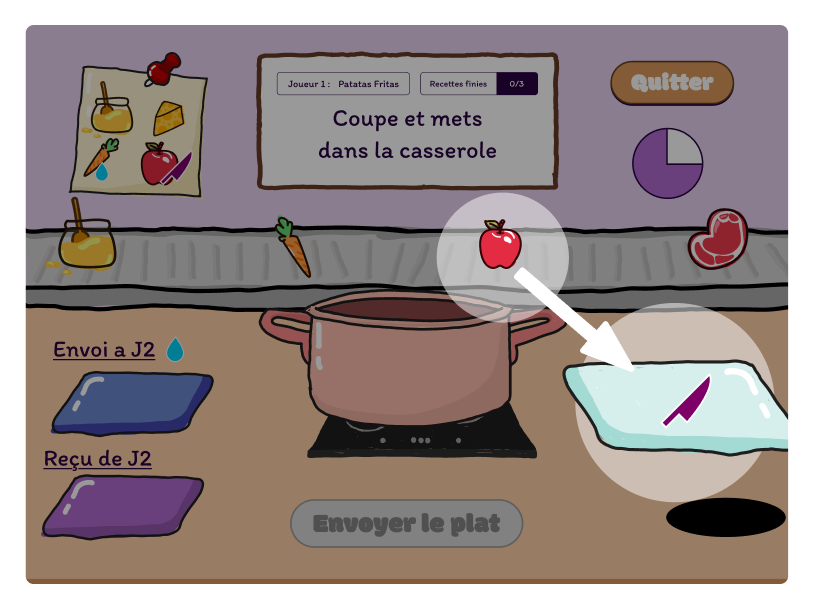 Joueur 1 : Patatas Fritas
Recettes finies 0/3
Quitter
Coupe et mets
dans la casserole
Envoi a J2
Reçu de J2
Envoyer le plat